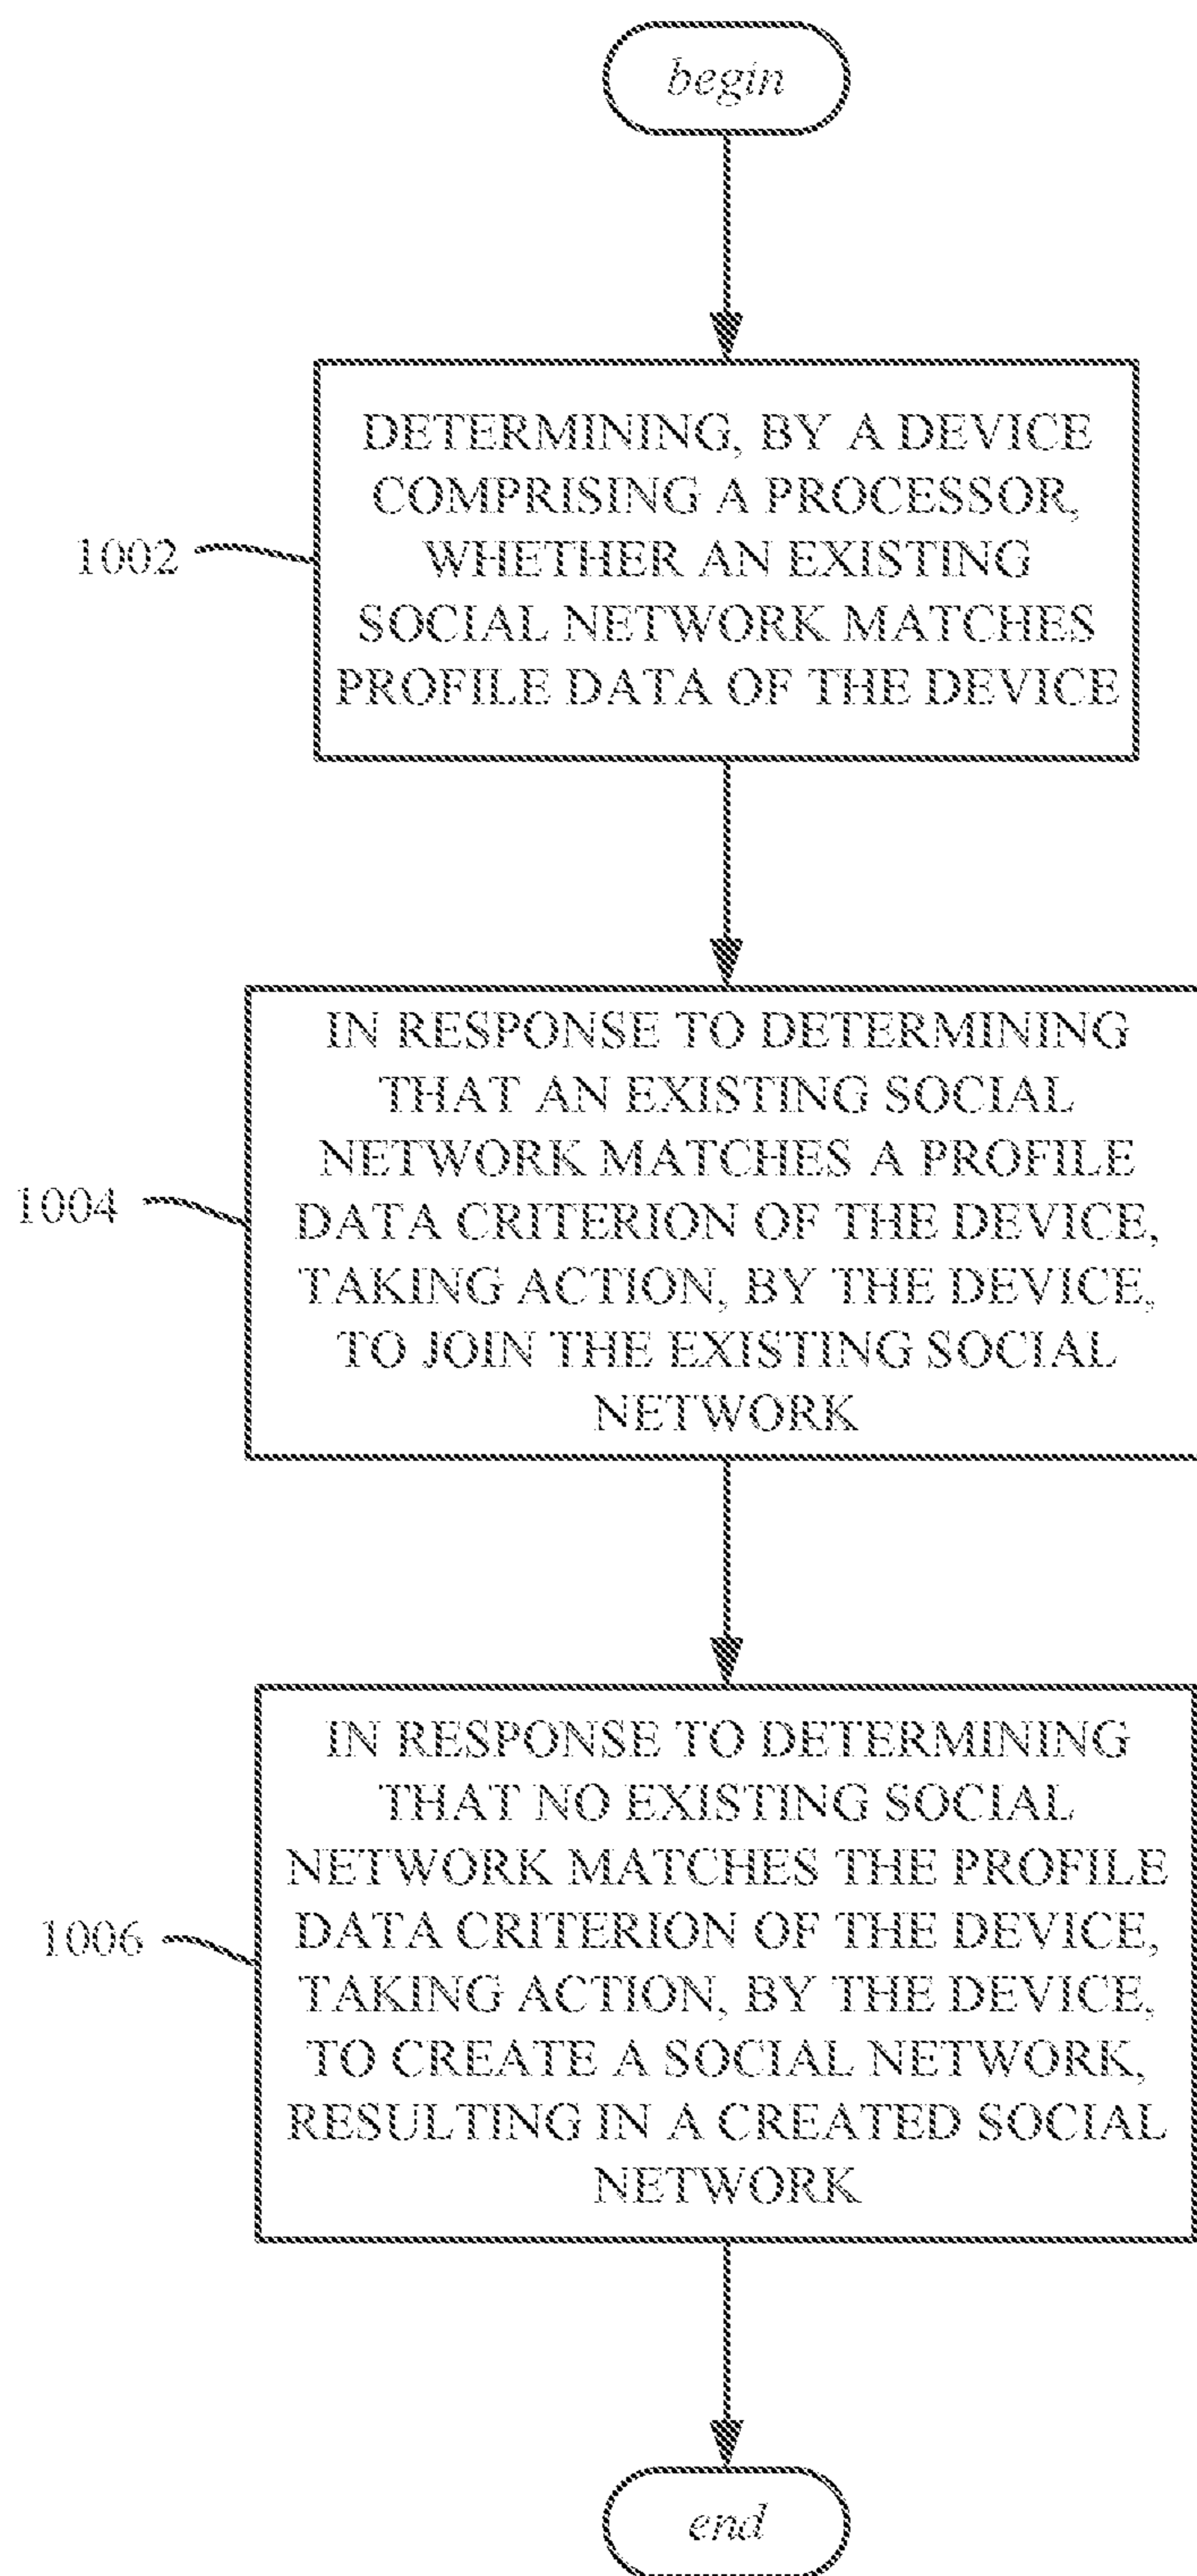 begin
DETERMINING, BY A DEVICE
COMPRISING A PROCESSOR,
WHETHER AN EXISTING
SOCIAL NETWORK MATCHES
PROFILE DATA OF THE DEVICE
1002
IN RESPONSE TO DETERMINING
THAT AN EXISTING SOCIAL
NETWORK MATCHES A PROFILE
DATA CRITERION OF THE DEVICE,
TAKING ACTION, BY THE DEVICE,
TO JOIN THE EXISTING SOCIAL
NETWORK
1004
IN RESPONSE TO DETERMINING
THAT NO EXISTING SOCIAL
NETWORK MATCHES THE PROFILE
DATA CRITERION OF THE DEVICE,
TAKING ACTION, BY THE DEVICE,
TO CREATE A SOCIAL NETWORK,
RESULTING IN A CREATED SOCIAL
NETWORK
1006
end